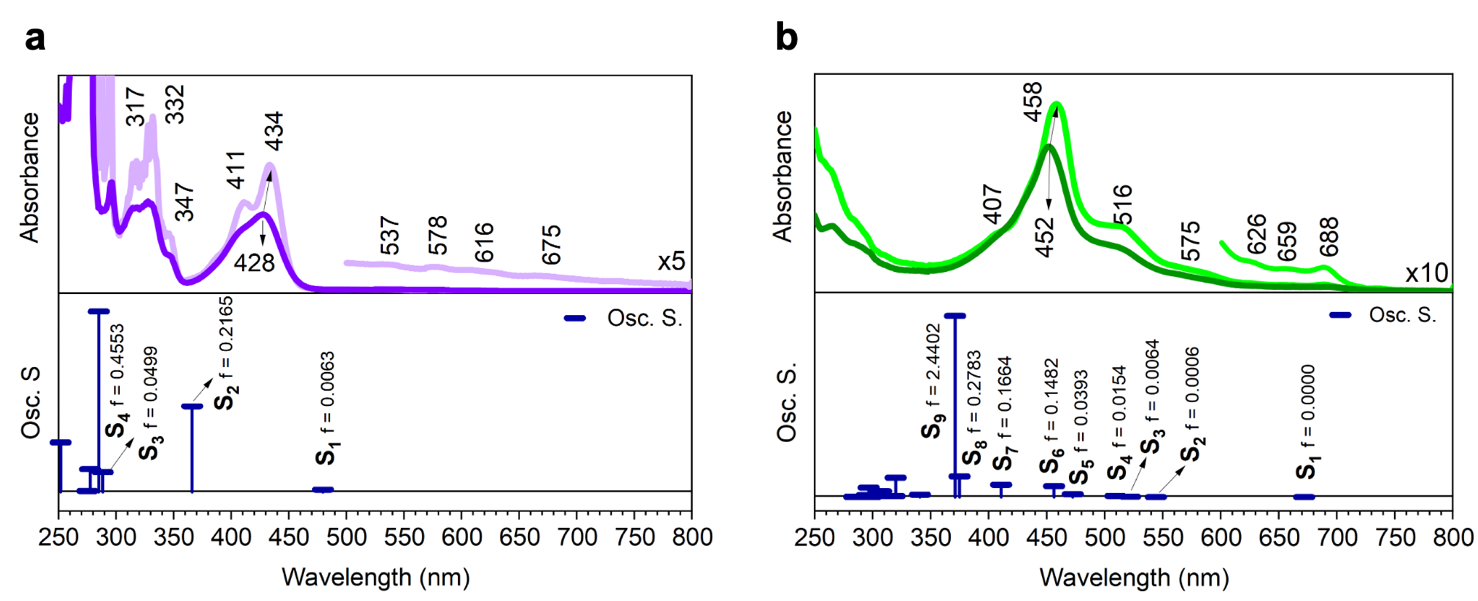 a
Absorbance
317
332
347
411
434
428
537
578
616
675
x5
Osc. S
Osc. S.
S4 f = 0.4553
S3 f = 0.0499
S2 f = 0.2165
S1 f = 0.0063
250 300 350 400 450 500 550 600 650 700 750 800
Wavelength (nm)
b
Absorbance
407
458
452
516
575
626
659
688
x10
Osc. S.
Osc. S.
S9 f = 2.4402
S8 f = 0.2783
S7 f = 0.1664
S6 f = 0.1482
S5 f = 0.0393
S4 f = 0.0154
S3 f = 0.0064
S2 f = 0.0006
S1 f = 0.0000
250 300 350 400 450 500 550 600 650 700 750 800
Wavelength (nm)